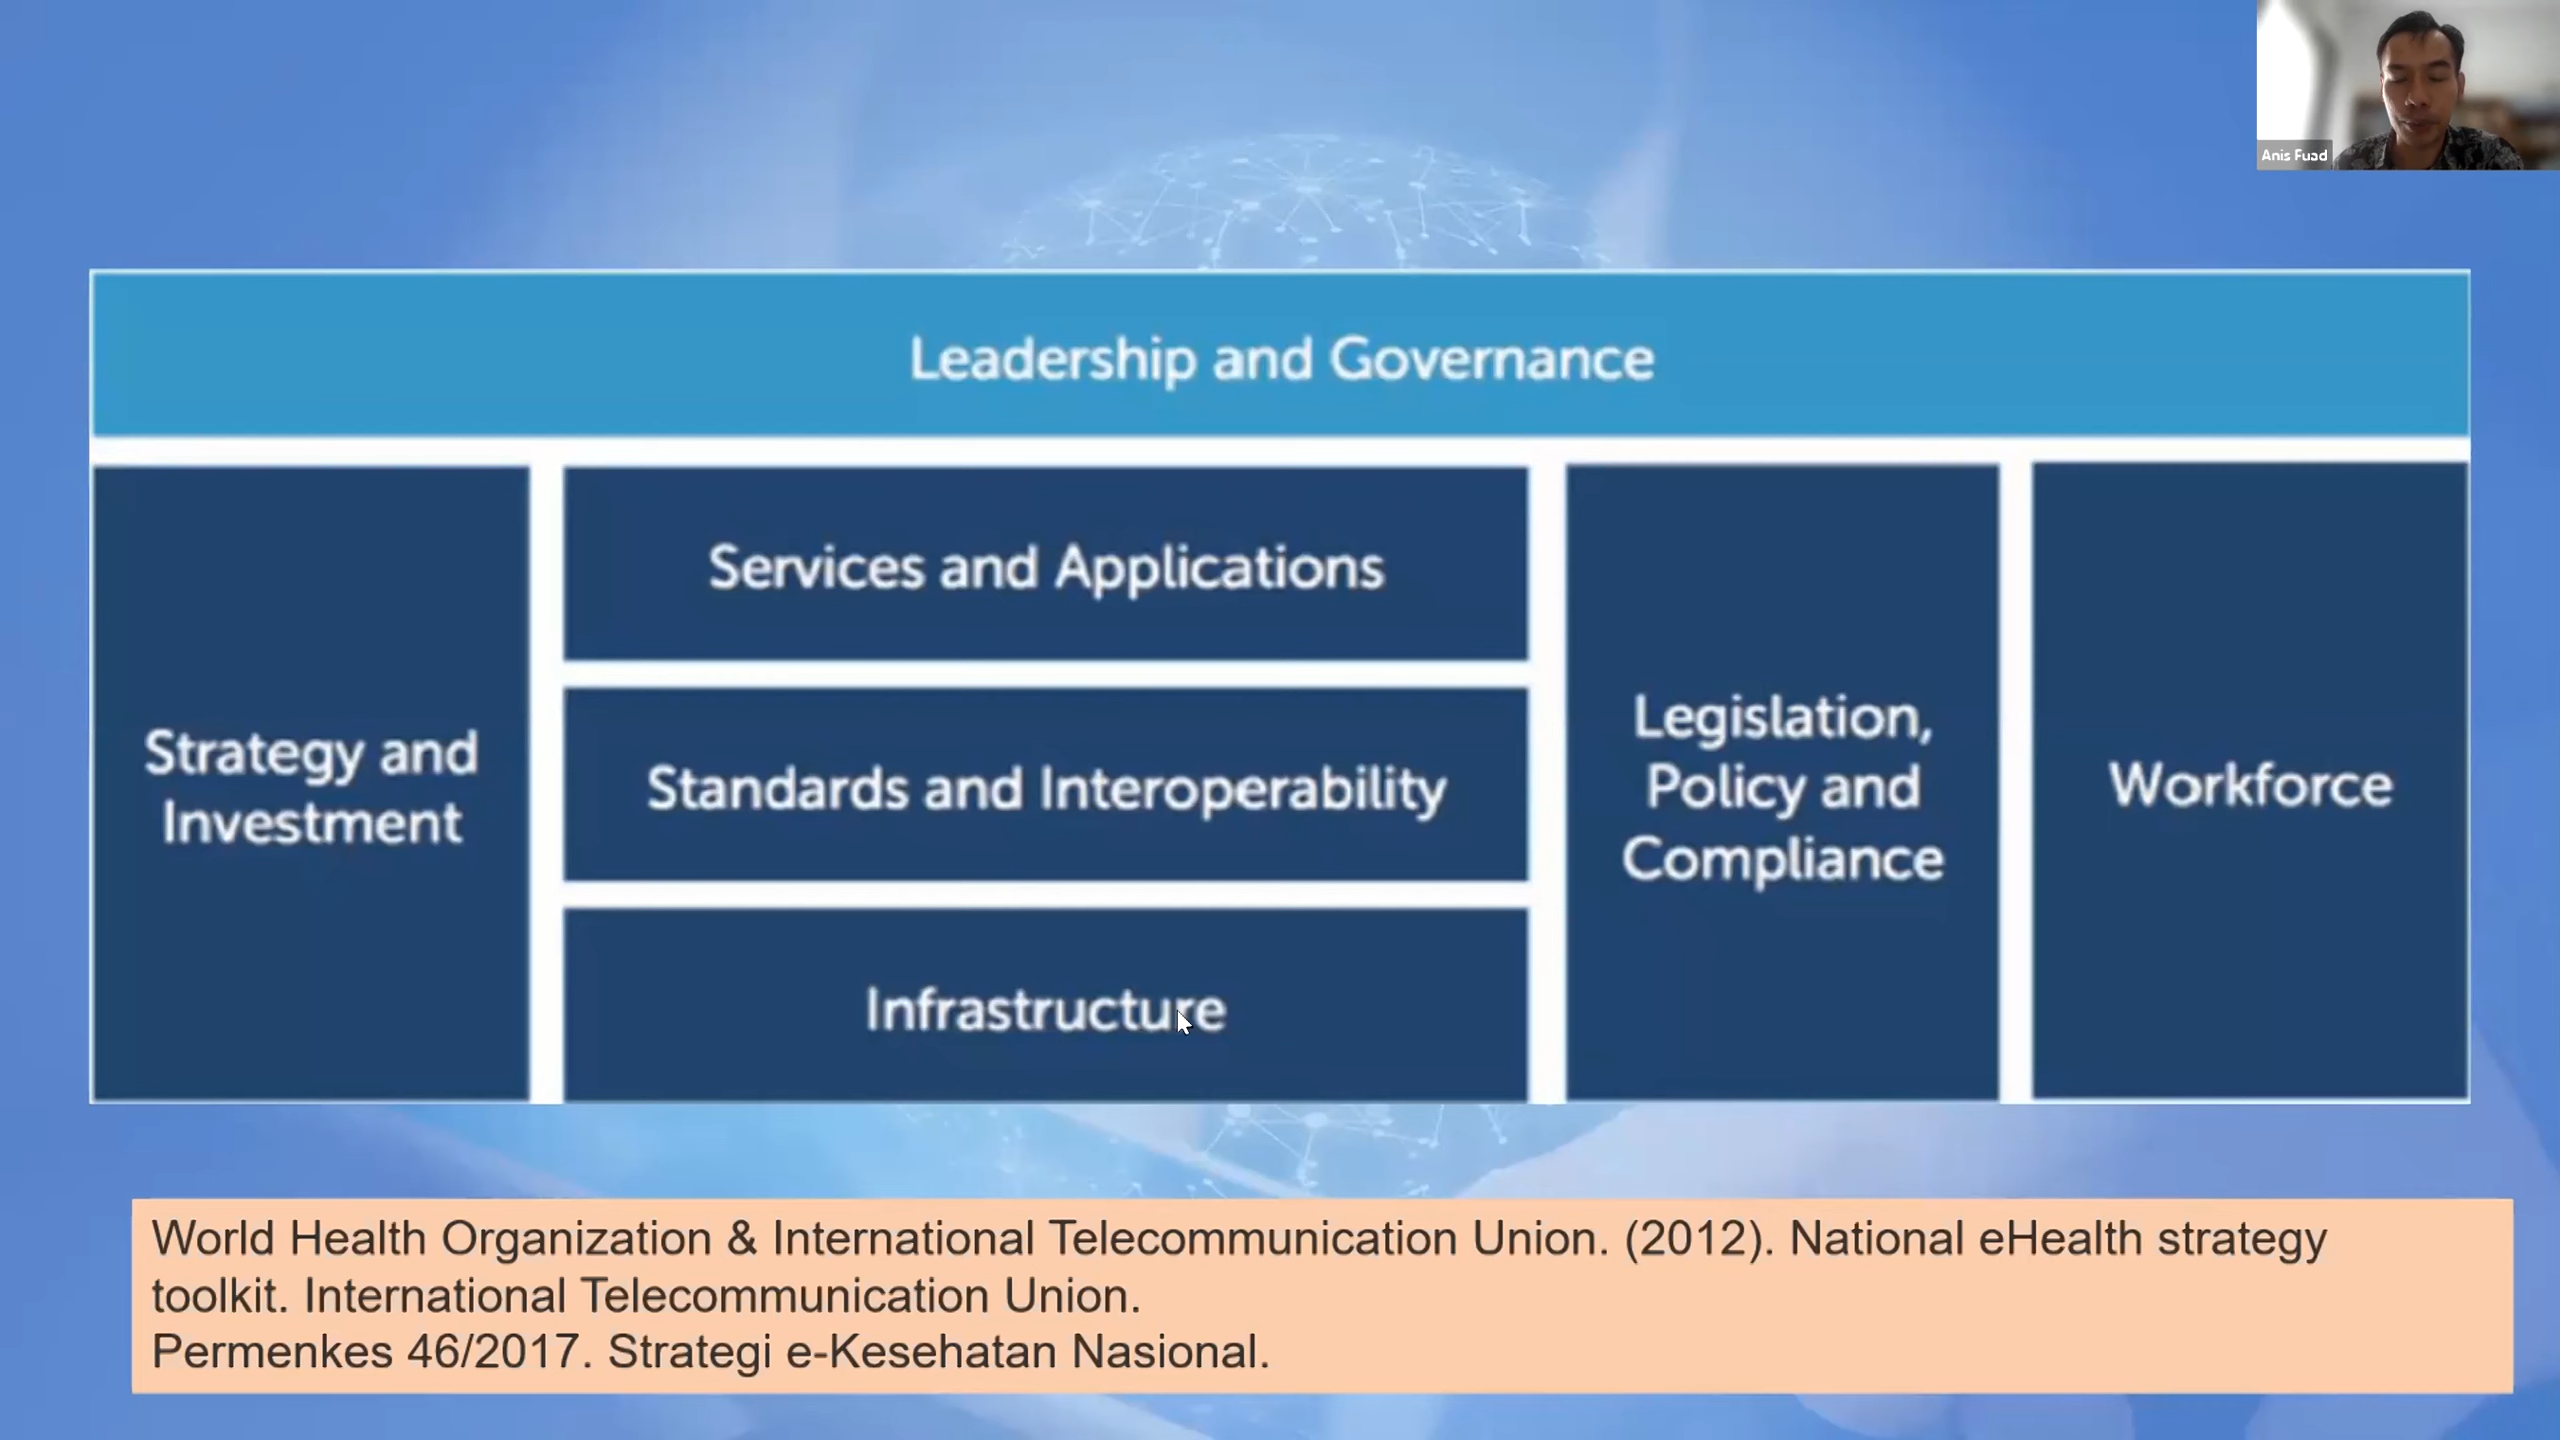 Anis Fuad
Leadership and Governance
Strategy and
Investment
Services and Applications
Standards and Interoperability
Infrastructure
Legislation,
Policy and
Compliance
Workforce
World Health Organization & International Telecommunication Union. (2012). National eHealth strategy
toolkit. International Telecommunication Union.
Permenkes 46/2017. Strategi e-Kesehatan Nasional.